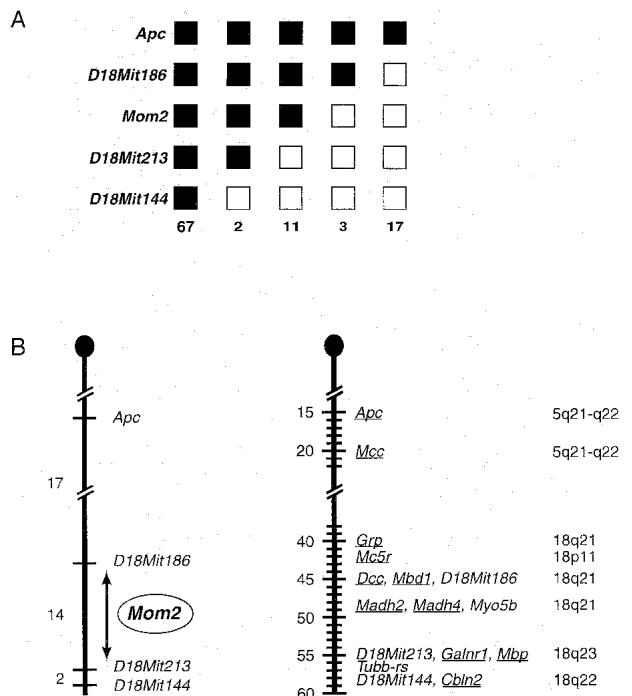 A
Apc
D18Mit186
Mom2
D18Mit213
D18Mit144
67 2 11 3 17
B
Apc
17
D18Mit186
14
Mom2
D18Mit213
2
D18Mit144
15 Apc 5q21-q22
20 Mcc 5q21-q22
40 Grp 18q21
Mc5r 18p11
45 Dcc, Mbd1, D18Mit186 18q21
Madh2, Madh4, Myo5b 18q21
50
55 D18Mit213, Galnr1, Mbp 18q23
Tubb-rs
D18Mit144, Cbln2 18q22
60